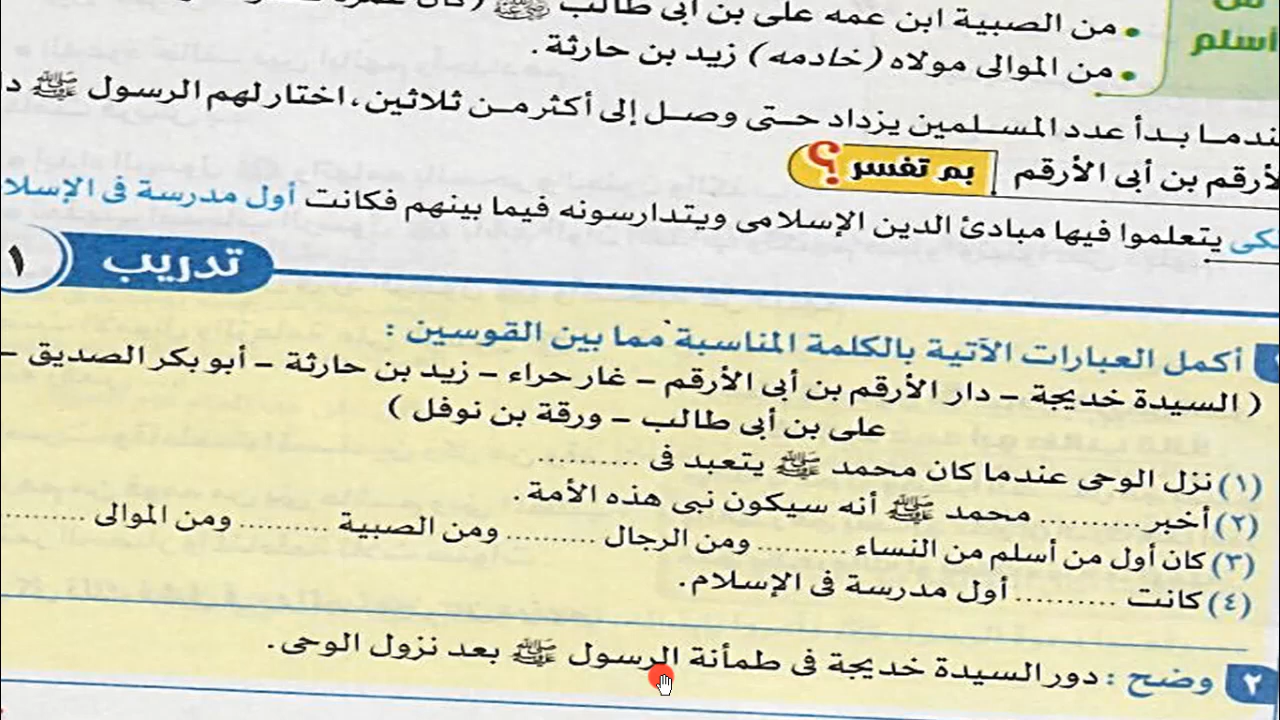 من أسلم
• من الصبية ابن عمه على بن أبى طالب
• من الموالى مولاه (خادمه) زيد بن حارثة.
ندما بدأ عدد المسلمين يزداد حتى وصل إلى أكثر من ثلاثين، اختار لهم الرسول ﷺ
الأرقم بن أبى الأرقم بم تفسر ؟
لكى يتعلموا فيها مبادئ الدين الإسلامى ويتدارسونه فيما بينهم فكانت أول مدرسة فى الإسلا
تدريب ١
أكمل العبارات الآتية بالكلمة المناسبة مما بين القوسين :
( السيدة خديجة – دار الأرقم بن أبى الأرقم – غار حراء – زيد بن حارثة – أبو بكر الصديق –
على بن أبى طالب – ورقة بن نوفل )
(١) نزل الوحى عندما كان محمد ﷺ يتعبد فى ..........
(٢) أخبر .......... محمد ﷺ أنه سيكون نبى هذه الأمة.
(٣) كان أول من أسلم من النساء .......... ومن الرجال .......... ومن الصبية .......... ومن الموالى ..........
(٤) كانت .......... أول مدرسة فى الإسلام.
٢ وضح : دور السيدة خديجة فى طمأنة الرسول ﷺ بعد نزول الوحى.